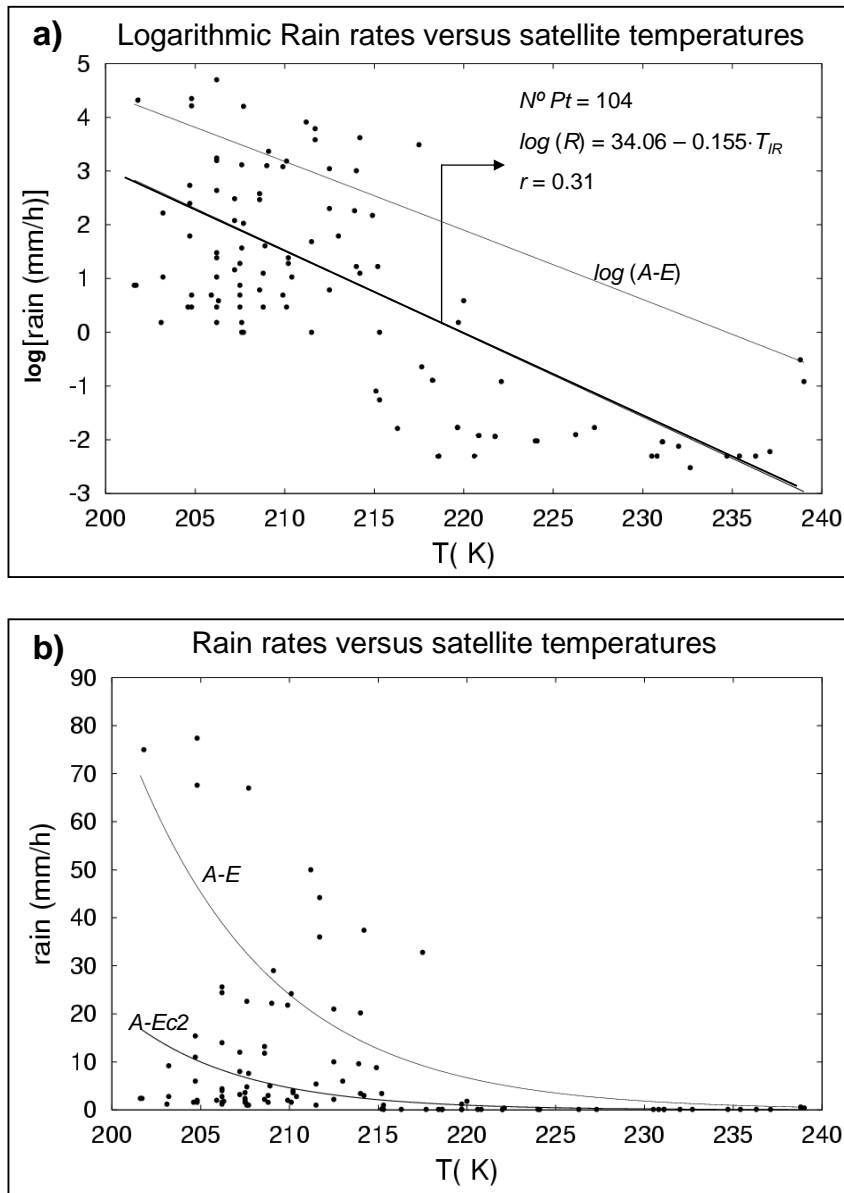 a) Logarithmic Rain rates versus satellite temperatures
5
4
3
2
1
0
-1
-2
-3
log[rain (mm/h)]
Nº Pt = 104
log (R) = 34.06 – 0.155· T_IR
r = 0.31
log (A-E)
200 205 210 215 220 225 230 235 240
T( K)
b) Rain rates versus satellite temperatures
90
80
70
60
50
40
30
20
10
0
rain (mm/h)
A-E
A-Ec2
200 205 210 215 220 225 230 235 240
T( K)